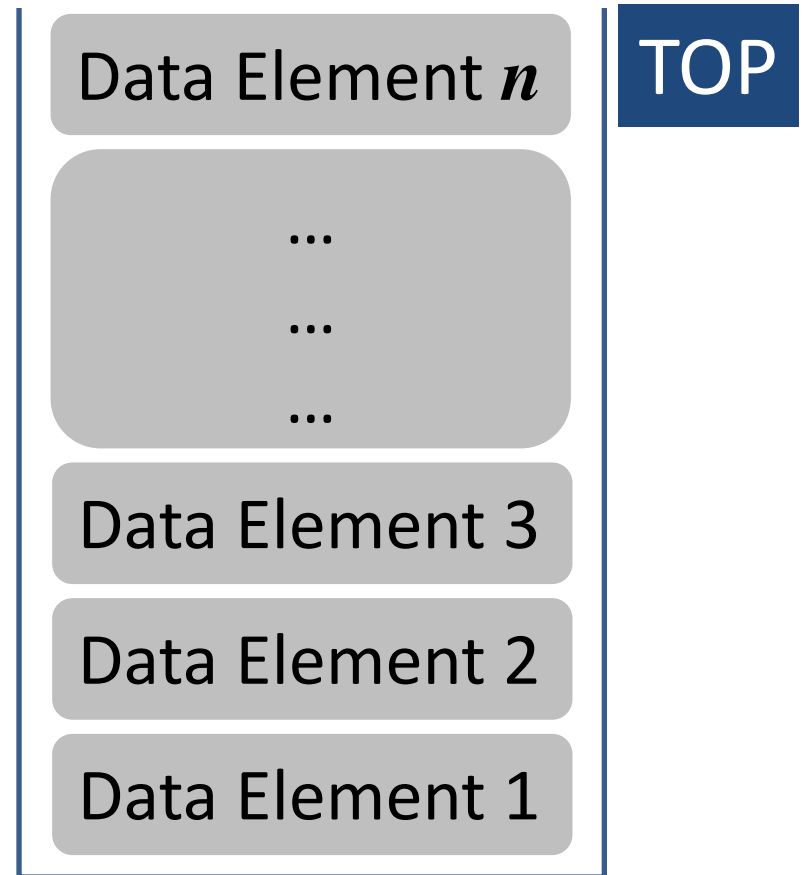 Data Element n
TOP
...
...
...
Data Element 3
Data Element 2
Data Element 1